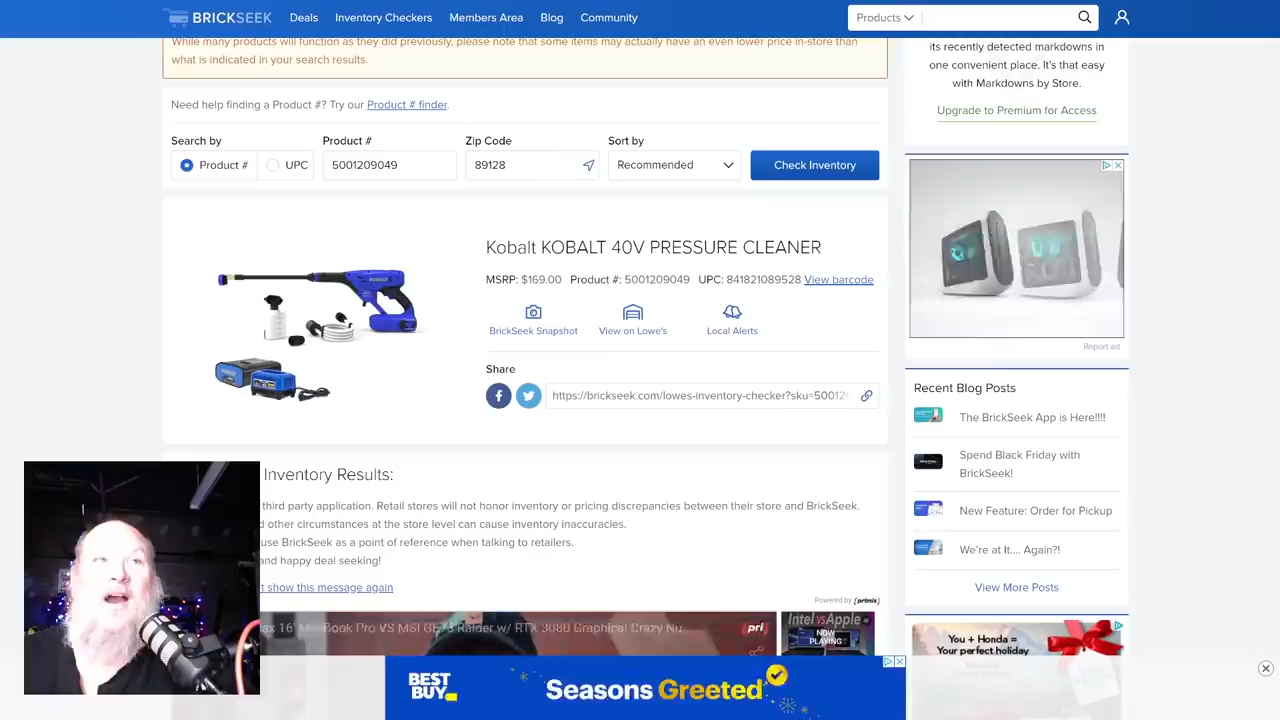 BRICKSEEK
Deals
Inventory Checkers
Members Area
Blog
Community
Products
While many products will function as they did previously, please note that some items may actually have an even lower price in-store than
what is indicated in your search results.
Need help finding a Product #? Try our Product # finder.
Search by
Product #
Zip Code
Sort by
Product #
UPC
5001209049
89128
Recommended
Check Inventory
Kobalt KOBALT 40V PRESSURE CLEANER
MSRP: $169.00 Product #: 5001209049 UPC: 841821089528 View barcode
BrickSeek Snapshot
View on Lowe's
Local Alerts
Share
https://brickseek.com/lowes-inventory-checker?sku=500120
Inventory Results:
third party application. Retail stores will not honor inventory or pricing discrepancies between their store and BrickSeek.
d other circumstances at the store level can cause inventory inaccuracies.
use BrickSeek as a point of reference when talking to retailers.
and happy deal seeking!
t show this message again
Powered by [primis]
Book Pro VS MSI GE76 Raider w/ RTX 3080 Graphics! Crazy Nu
pri
Intel vs Apple
NOW
PLAYING
its recently detected markdowns in
one convenient place. It's that easy
with Markdowns by Store.
Upgrade to Premium for Access
Report ad
Recent Blog Posts
The BrickSeek App is Here!!!!
Spend Black Friday with
BrickSeek!
New Feature: Order for Pickup
We're at It.... Again?!
View More Posts
You + Honda =
Your perfect holiday
BEST
BUY
Seasons Greeted